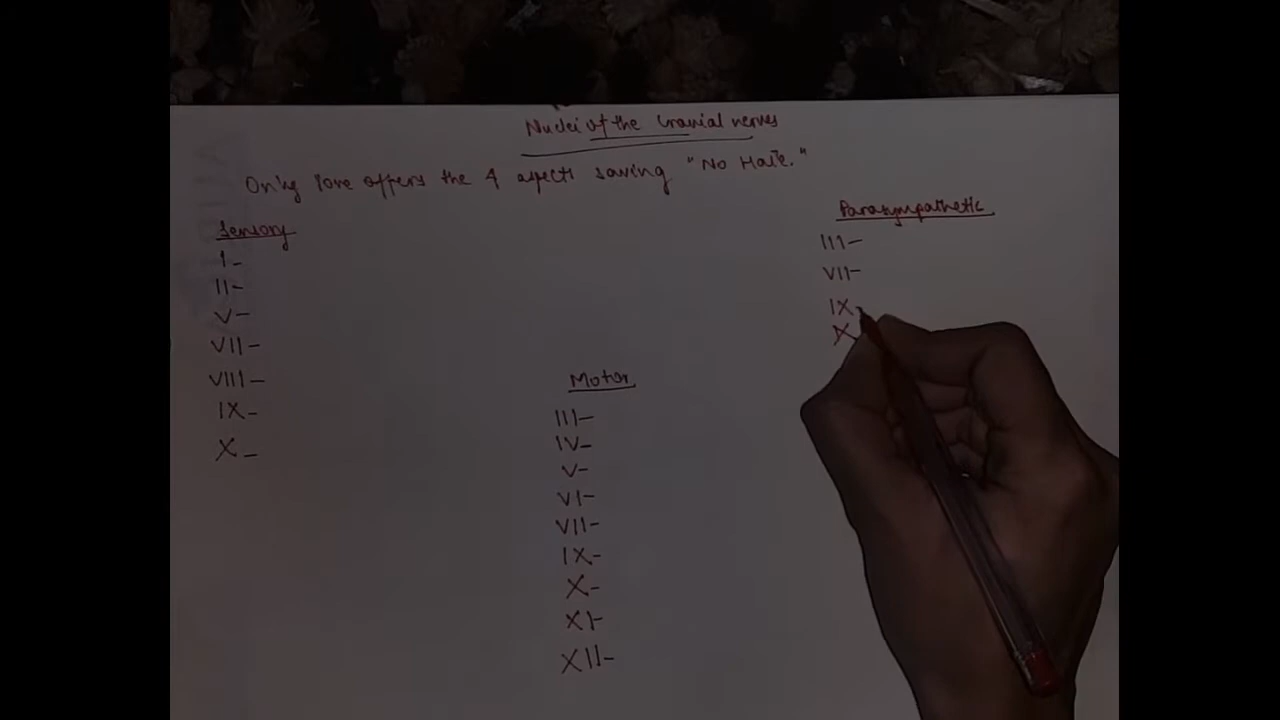 Nuclei of the cranial nerves
Only love offers the 4 aspects saving "No Hate."
Sensory
I-
II-
V-
VII-
VIII-
IX-
X-
Motor
III-
IV-
V-
VI-
VII-
IX-
X-
XI-
XII-
Parasympathetic
III-
VII-
IX-
X